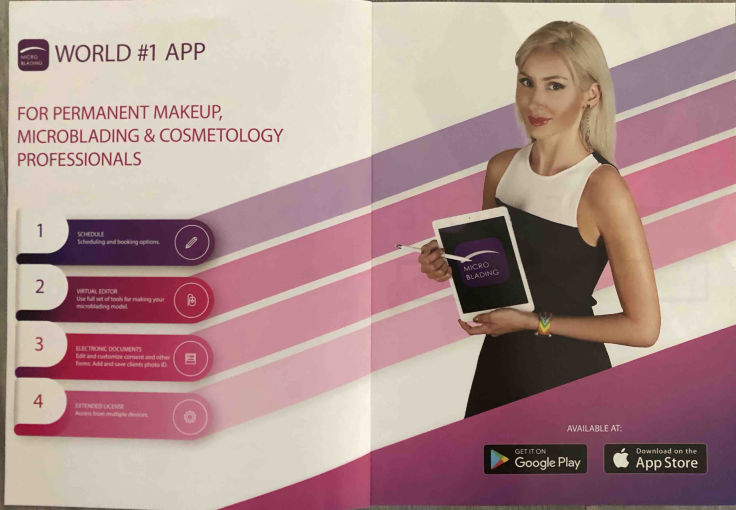 MICRO
BLADING
WORLD #1 APP
FOR PERMANENT MAKEUP,
MICROBLADING & COSMETOLOGY
PROFESSIONALS
1
SCHEDULE
Scheduling and booking options.
2
VIRTUAL EDITOR
Use full set of tools for making your
microblading model.
3
ELECTRONIC DOCUMENTS
Edit and customize consent and other
forms. Add and save clients photo ID.
4
EXTENDED LICENSE
Access from multiple devices.
MICRO
BLADING
AVAILABLE AT:
GET IT ON
Google Play
Download on the
App Store